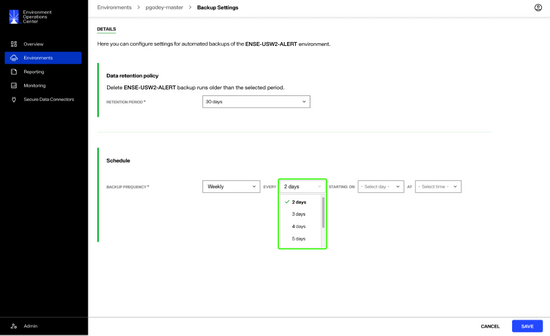 Environment
Operations
Center
Environments > pgodey-master > Backup Settings
Overview
Environments
Reporting
Monitoring
Secure Data Connectors
DETAILS
Here you can configure settings for automated backups of the ENSE-USW2-ALERT environment.
Data retention policy
Delete ENSE-USW2-ALERT backup runs older than the selected period.
RETENTION PERIOD * 30 days
Schedule
BACKUP FREQUENCY * Weekly EVERY 2 days STARTING ON - Select day - AT - Select time -
2 days
3 days
4 days
5 days
Admin
CANCEL SAVE